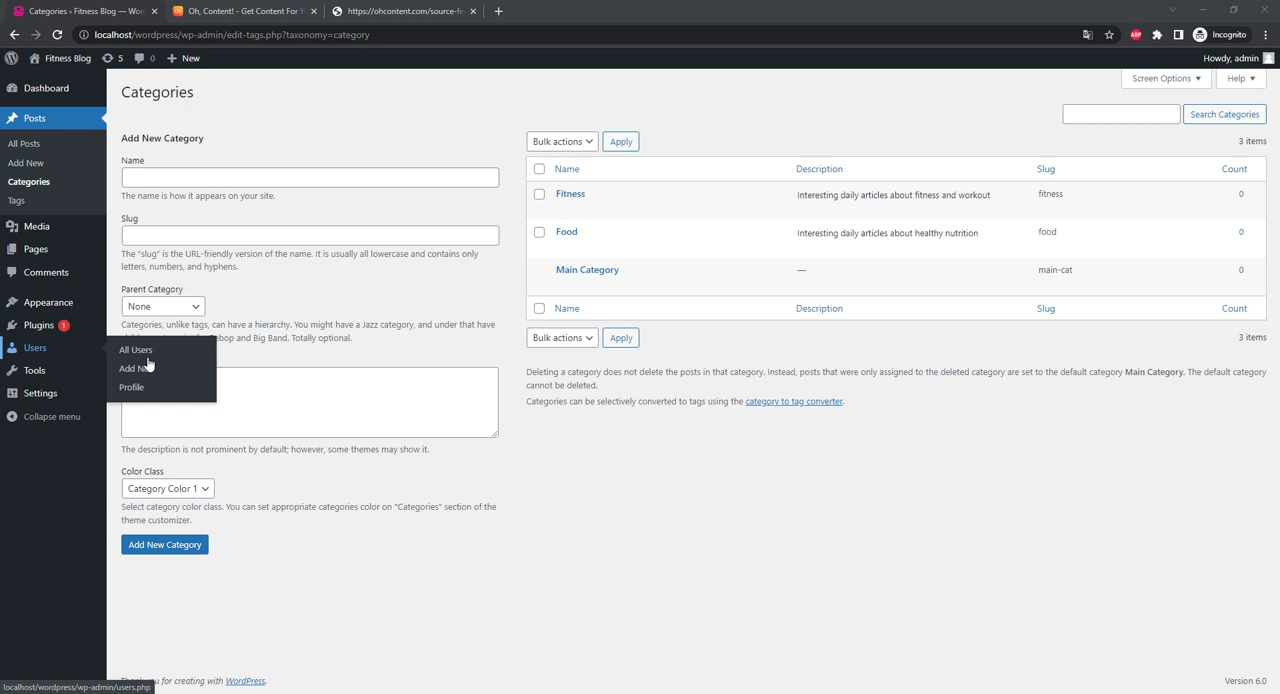 Categories ‹ Fitness Blog — Wor
Oh, Content! - Get Content For Y
https://ohcontent.com/source-fe
localhost/wordpress/wp-admin/edit-tags.php?taxonomy=category
ABP
Incognito
Fitness Blog
5
0
New
Howdy, admin
Dashboard
Posts
All Posts
Add New
Categories
Tags
Media
Pages
Comments
Appearance
Plugins 1
Users
Tools
Settings
Collapse menu
All Users
Add
Profile
Screen Options
Help
Categories
Search Categories
Add New Category
Name
The name is how it appears on your site.
Slug
The "slug" is the URL-friendly version of the name. It is usually all lowercase and contains only
letters, numbers, and hyphens.
Parent Category
None
Categories, unlike tags, can have a hierarchy. You might have a Jazz category, and under that have
bop and Big Band. Totally optional.
The description is not prominent by default; however, some themes may show it.
Color Class
Category Color 1
Select category color class. You can set appropriate categories color on "Categories" section of the
theme customizer.
Add New Category
Bulk actions Apply
3 items
Name Description Slug Count
Fitness Interesting daily articles about fitness and workout fitness 0
Food Interesting daily articles about healthy nutrition food 0
Main Category — main-cat 0
Name Description Slug Count
Bulk actions Apply
3 items
Deleting a category does not delete the posts in that category. Instead, posts that were only assigned to the deleted category are set to the default category Main Category. The default category
cannot be deleted.
Categories can be selectively converted to tags using the category to tag converter.
you for creating with WordPress.
Version 6.0
localhost/wordpress/wp-admin/users.php